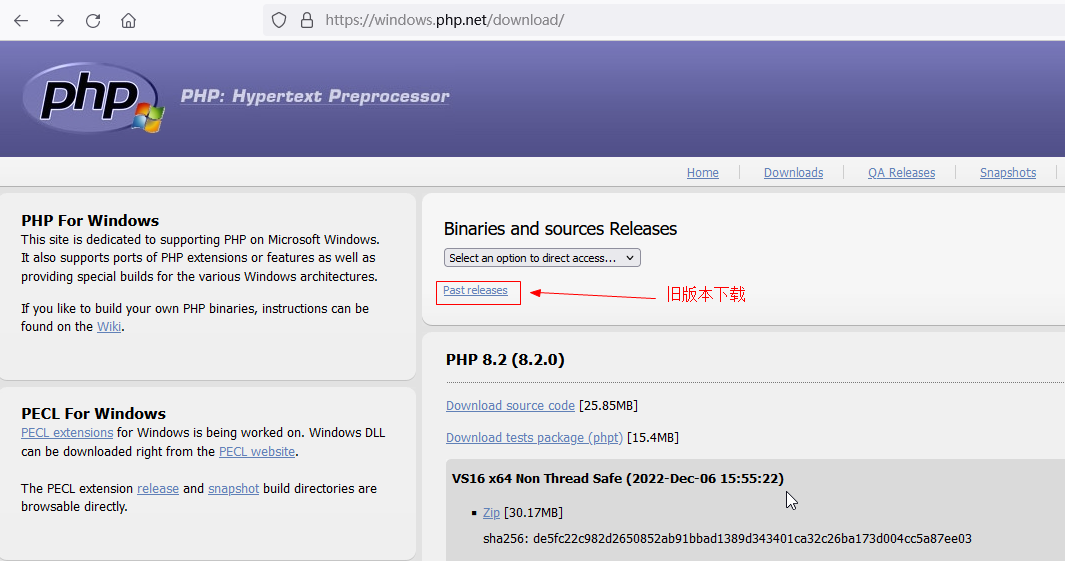 https://windows.php.net/download/
php
PHP: Hypertext Preprocessor
Home
Downloads
QA Releases
Snapshots
PHP For Windows
This site is dedicated to supporting PHP on Microsoft Windows.
It also supports ports of PHP extensions or features as well as
providing special builds for the various Windows architectures.
If you like to build your own PHP binaries, instructions can be
found on the Wiki.
PECL For Windows
PECL extensions for Windows is being worked on. Windows DLL
can be downloaded right from the PECL website.
The PECL extension release and snapshot build directories are
browsable directly.
Binaries and sources Releases
Select an option to direct access...
Past releases
旧版本下载
PHP 8.2 (8.2.0)
Download source code [25.85MB]
Download tests package (phpt) [15.4MB]
VS16 x64 Non Thread Safe (2022-Dec-06 15:55:22)
Zip [30.17MB]
sha256: de5fc22c982d2650852ab91bbad1389d343401ca32c26ba173d004cc5a87ee03